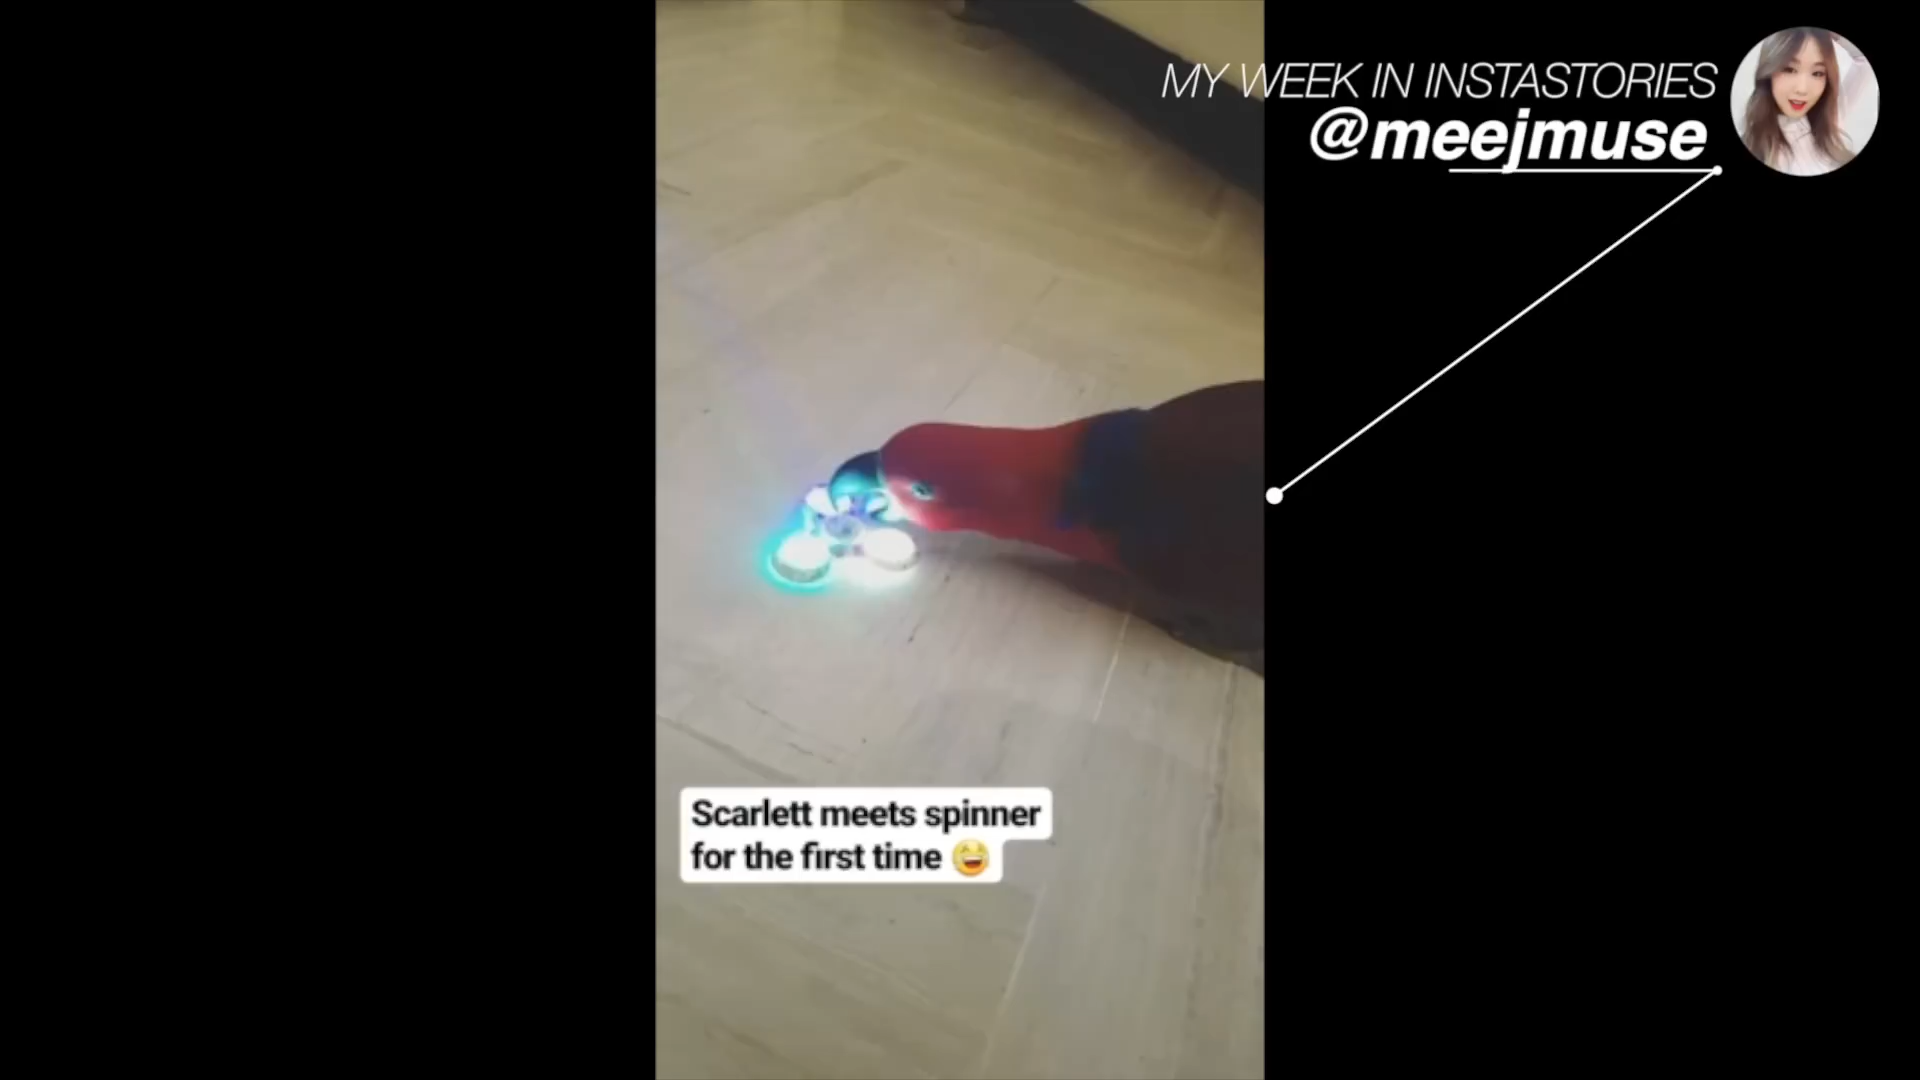 MY WEEK IN INSTASTORIES
@meejmuse
Scarlett meets spinner
for the first time 😆